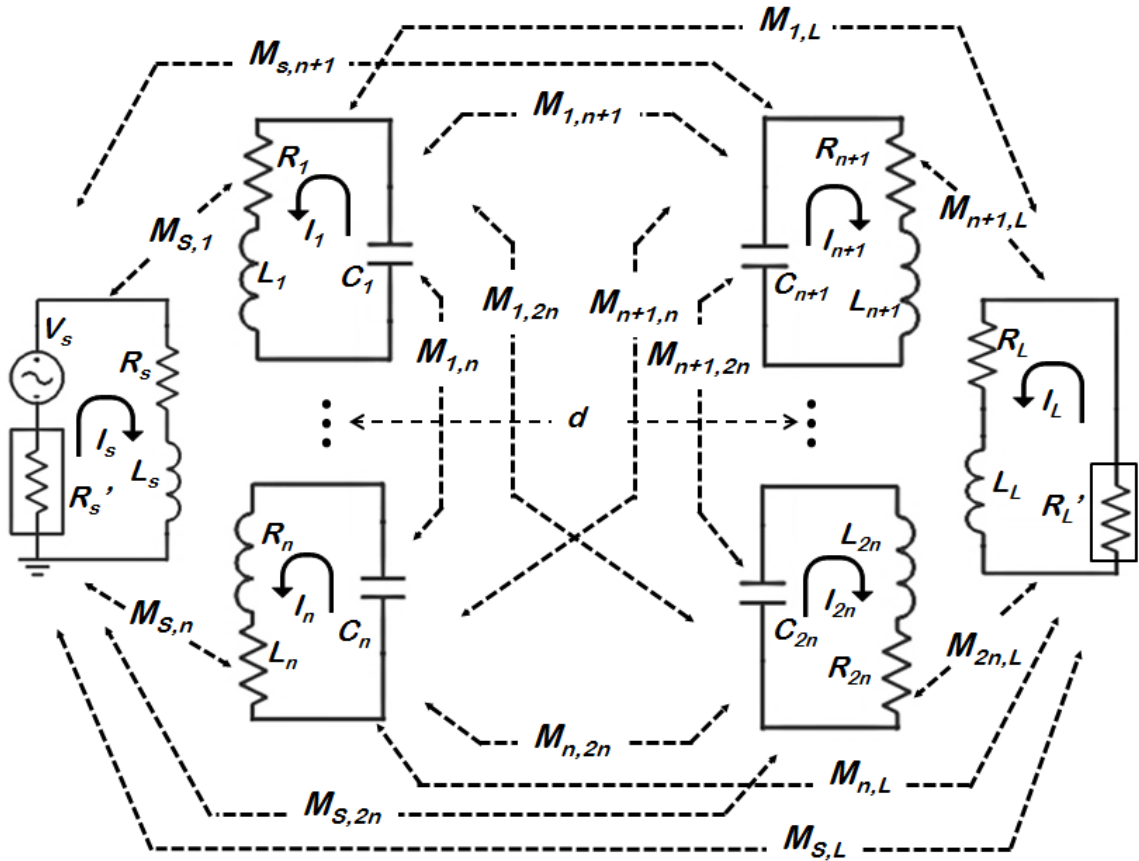 M1,L
Ms,n+1
M1,n+1
R1
Rn+1
I1
In+1
MS,1
Mn+1,L
L1
C1
Cn+1
Ln+1
M1,2n
Mn+1,n
Vs
Rs
M1,n
Mn+1,2n
RL
Is
d
IL
Ls
Rs'
LL
RL'
Rn
L2n
In
I2n
MS,n
Ln
Cn
C2n
R2n
M2n,L
Mn,2n
Mn,L
MS,2n
MS,L